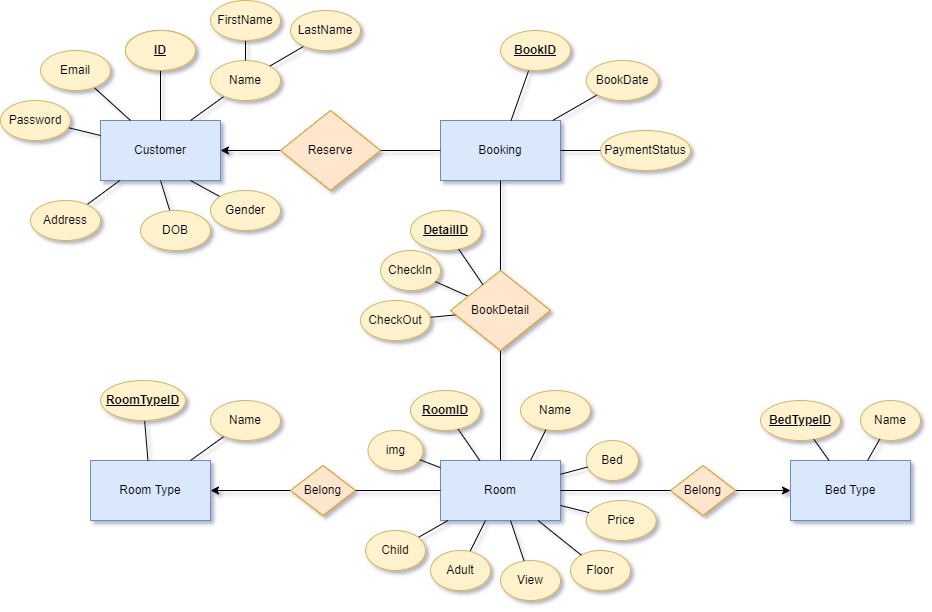 FirstName
LastName
ID
Email
Name
Password
Customer
Address
DOB
Gender
Reserve
BookID
BookDate
Booking
PaymentStatus
DetailID
CheckIn
CheckOut
BookDetail
RoomTypeID
Name
Room Type
Belong
RoomID
Name
img
Bed
Room
Price
Child
Adult
View
Floor
Belong
BedTypeID
Name
Bed Type